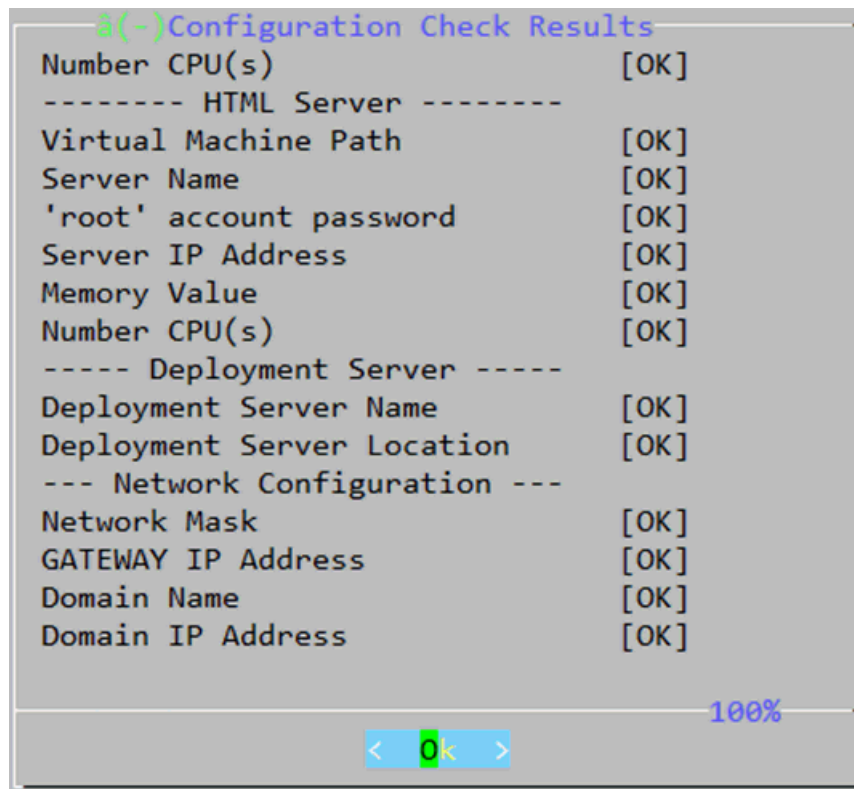 â(-)Configuration Check Results
Number CPU(s) [OK]
-------- HTML Server --------
Virtual Machine Path [OK]
Server Name [OK]
'root' account password [OK]
Server IP Address [OK]
Memory Value [OK]
Number CPU(s) [OK]
----- Deployment Server -----
Deployment Server Name [OK]
Deployment Server Location [OK]
--- Network Configuration ---
Network Mask [OK]
GATEWAY IP Address [OK]
Domain Name [OK]
Domain IP Address [OK]
100%
< Ok >